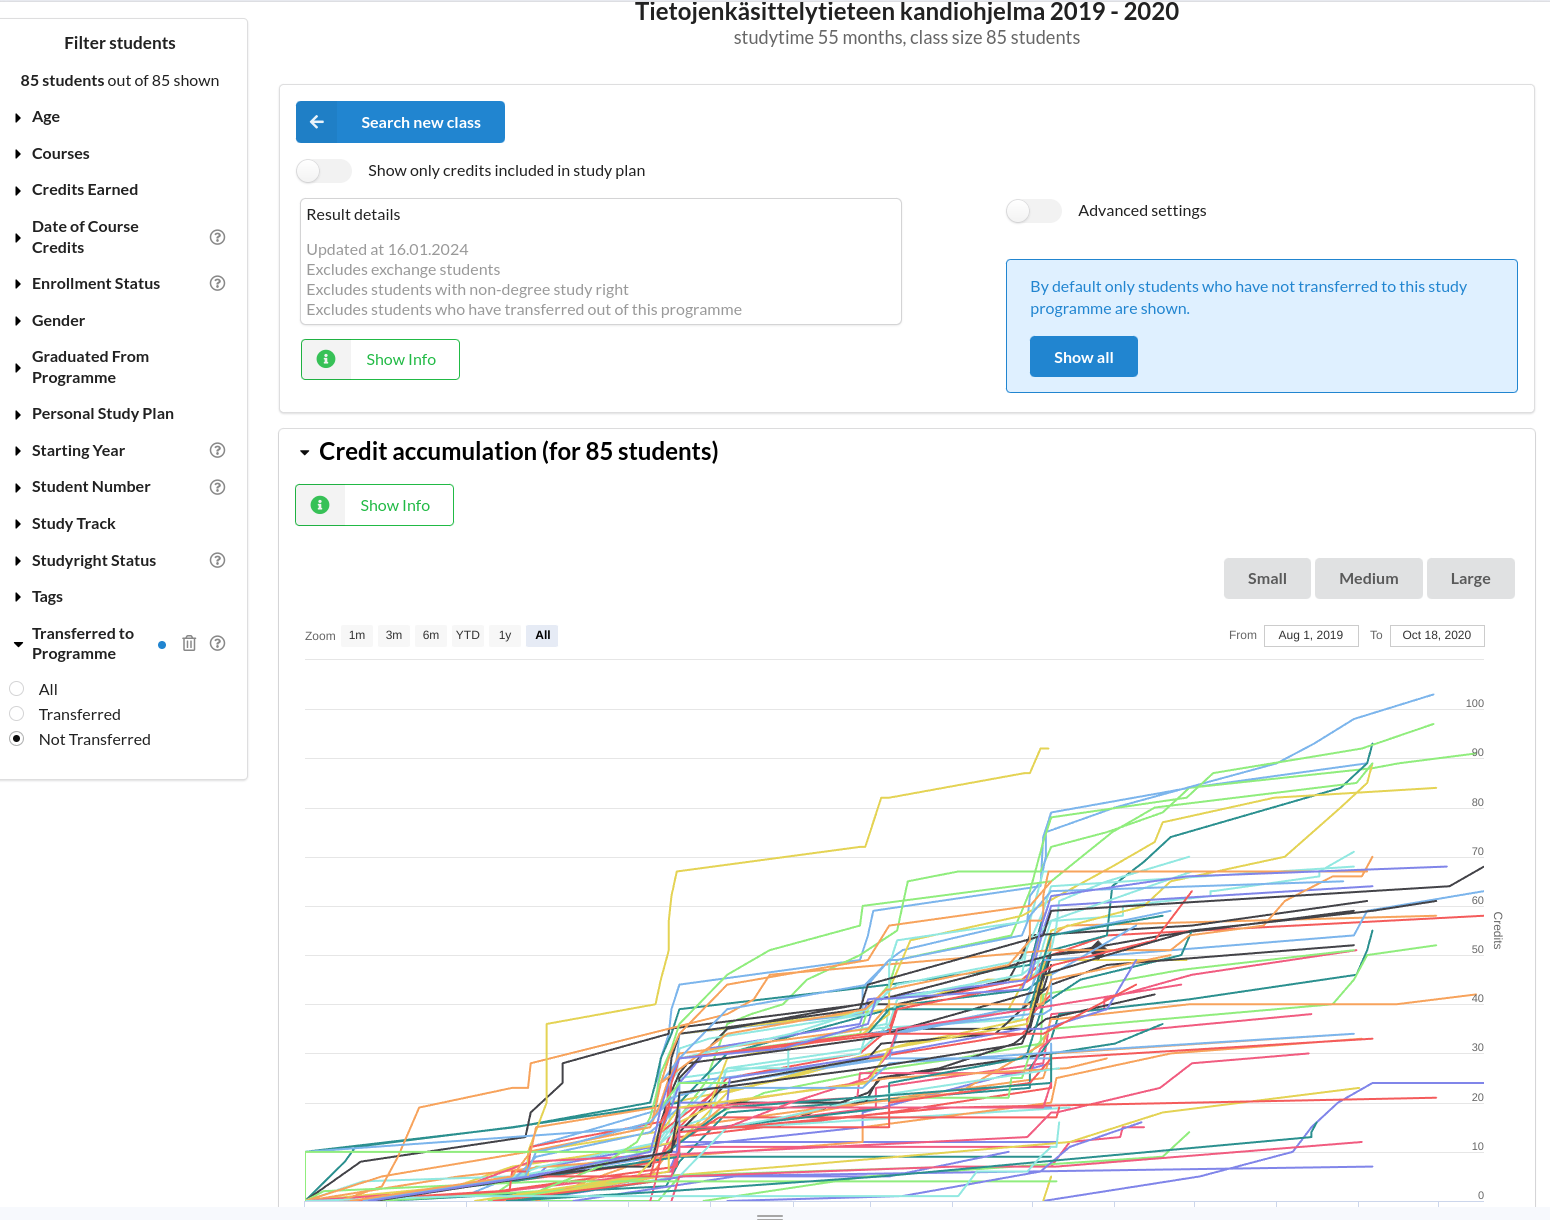 Tietojenkäsittelytieteen kandiohjelma 2019 - 2020
studytime 55 months, class size 85 students
Filter students
85 students out of 85 shown
Age
Courses
Credits Earned
Date of Course
Credits
Enrollment Status
Gender
Graduated From
Programme
Personal Study Plan
Starting Year
Student Number
Study Track
Studyright Status
Tags
Transferred to
Programme
All
Transferred
Not Transferred
Search new class
Show only credits included in study plan
Result details
Updated at 16.01.2024
Excludes exchange students
Excludes students with non-degree study right
Excludes students who have transferred out of this programme
Show Info
Advanced settings
By default only students who have not transferred to this study
programme are shown.
Show all
Credit accumulation (for 85 students)
Show Info
Small Medium Large
Zoom 1m 3m 6m YTD 1y All
From Aug 1, 2019 To Oct 18, 2020
100
90
80
70
60
50
40
30
20
10
0
Credits